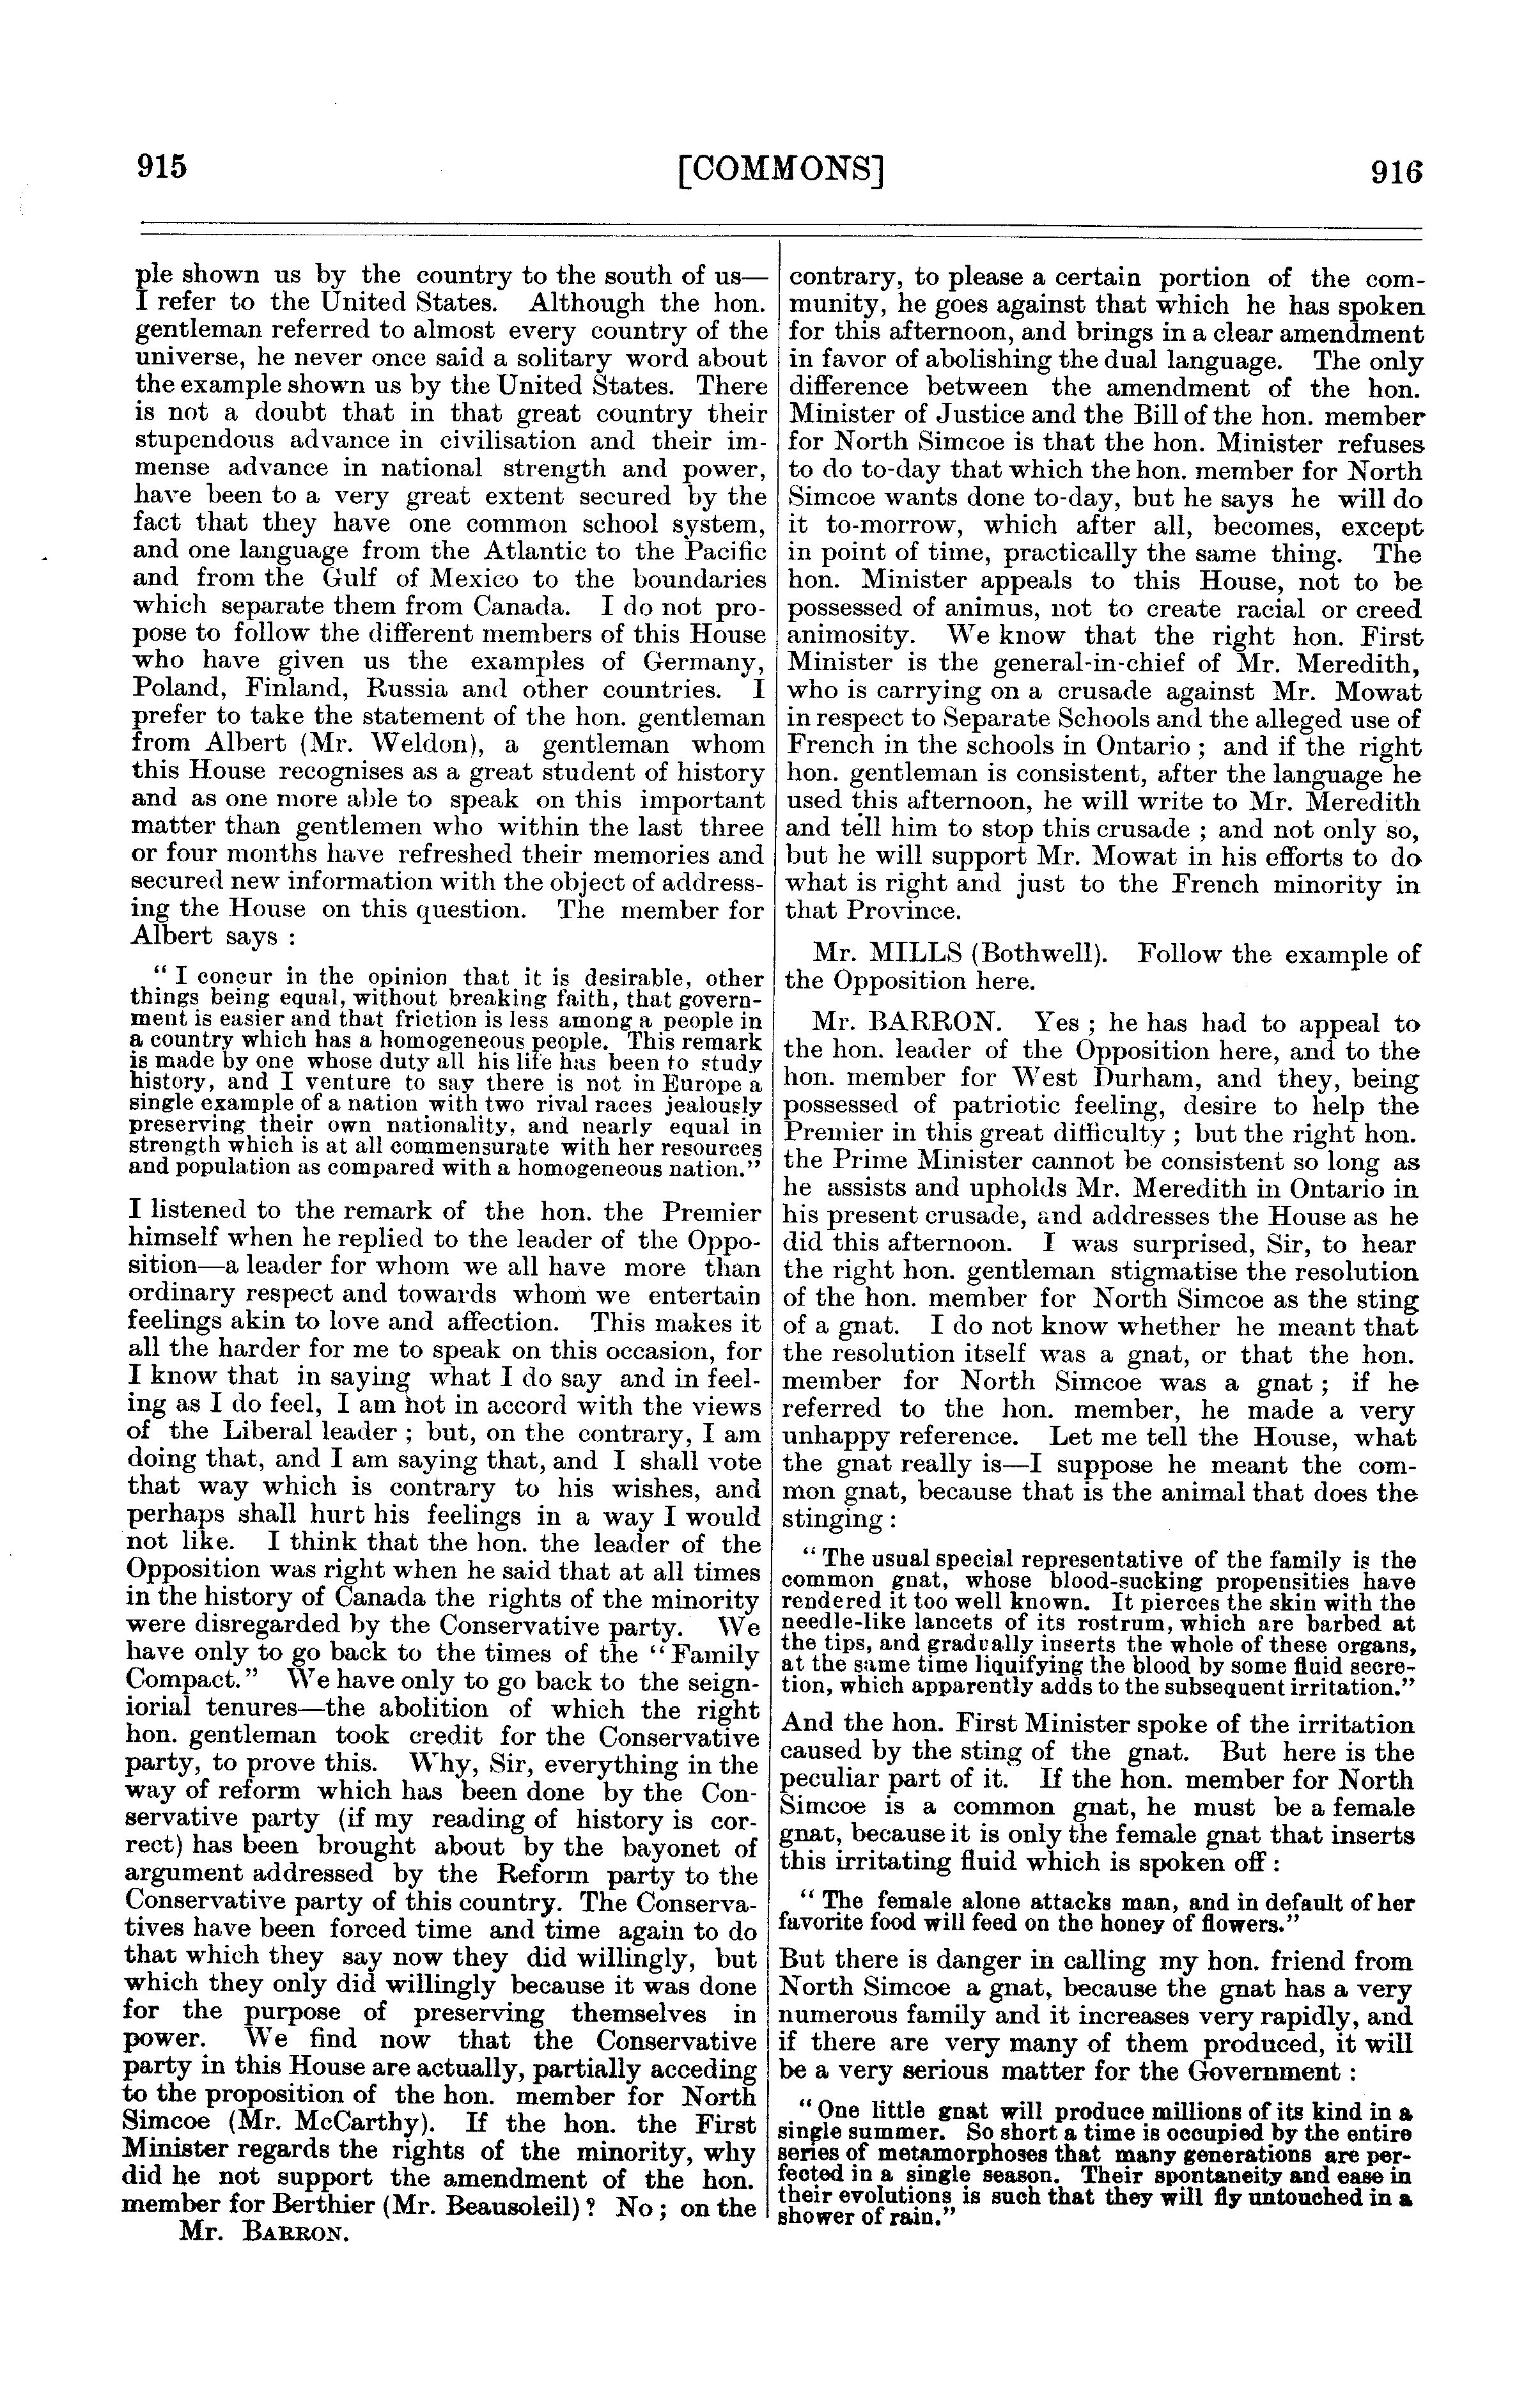 915
[COMMONS]
916
ple shown us by the country to the south of us—
I refer to the United States. Although the hon.
gentleman referred to almost every country of the
universe, he never once said a solitary word about
the example shown us by the United States. There
is not a doubt that in that great country their
stupendous advance in civilisation and their im-
mense advance in national strength and power,
have been to a very great extent secured by the
fact that they have one common school system,
and one language from the Atlantic to the Pacific
and from the Gulf of Mexico to the boundaries
which separate them from Canada. I do not pro-
pose to follow the different members of this House
who have given us the examples of Germany,
Poland, Finland, Russia and other countries. I
prefer to take the statement of the hon. gentleman
from Albert (Mr. Weldon), a gentleman whom
this House recognises as a great student of history
and as one more able to speak on this important
matter than gentlemen who within the last three
or four months have refreshed their memories and
secured new information with the object of address-
ing the House on this question. The member for
Albert says :
“ I concur in the opinion that it is desirable, other
things being equal, without breaking faith, that govern-
ment is easier and that friction is less among a people in
a country which has a homogeneous people. This remark
is made by one whose duty all his life has been to study
history, and I venture to say there is not in Europe a
single example of a nation with two rival races jealously
preserving their own nationality, and nearly equal in
strength which is at all commensurate with her resources
and population as compared with a homogeneous nation.”
I listened to the remark of the hon. the Premier
himself when he replied to the leader of the Oppo-
sition—a leader for whom we all have more than
ordinary respect and towards whom we entertain
feelings akin to love and affection. This makes it
all the harder for me to speak on this occasion, for
I know that in saying what I do say and in feel-
ing as I do feel, I am not in accord with the views
of the Liberal leader ; but, on the contrary, I am
doing that, and I am saying that, and I shall vote
that way which is contrary to his wishes, and
perhaps shall hurt his feelings in a way I would
not like. I think that the hon. the leader of the
Opposition was right when he said that at all times
in the history of Canada the rights of the minority
were disregarded by the Conservative party. We
have only to go back to the times of the “ Family
Compact.” We have only to go back to the seign-
iorial tenures—the abolition of which the right
hon. gentleman took credit for the Conservative
party, to prove this. Why, Sir, everything in the
way of reform which has been done by the Con-
servative party (if my reading of history is cor-
rect) has been brought about by the bayonet of
argument addressed by the Reform party to the
Conservative party of this country. The Conserva-
tives have been forced time and time again to do
that which they say now they did willingly, but
which they only did willingly because it was done
for the purpose of preserving themselves in
power. We find now that the Conservative
party in this House are actually, partially acceding
to the proposition of the hon. member for North
Simcoe (Mr. McCarthy). If the hon. the First
Minister regards the rights of the minority, why
did he not support the amendment of the hon.
member for Berthier (Mr. Beausoleil) ? No ; on the
Mr. BARRON.
contrary, to please a certain portion of the com-
munity, he goes against that which he has spoken
for this afternoon, and brings in a clear amendment
in favor of abolishing the dual language. The only
difference between the amendment of the hon.
Minister of Justice and the Bill of the hon. member
for North Simcoe is that the hon. Minister refuses
to do to-day that which the hon. member for North
Simcoe wants done to-day, but he says he will do
it to-morrow, which after all, becomes, except
in point of time, practically the same thing. The
hon. Minister appeals to this House, not to be
possessed of animus, not to create racial or creed
animosity. We know that the right hon. First
Minister is the general-in-chief of Mr. Meredith,
who is carrying on a crusade against Mr. Mowat
in respect to Separate Schools and the alleged use of
French in the schools in Ontario ; and if the right
hon. gentleman is consistent, after the language he
used this afternoon, he will write to Mr. Meredith
and tell him to stop this crusade ; and not only so,
but he will support Mr. Mowat in his efforts to do
what is right and just to the French minority in
that Province.
Mr. MILLS (Bothwell). Follow the example of
the Opposition here.
Mr. BARRON. Yes ; he has had to appeal to
the hon. leader of the Opposition here, and to the
hon. member for West Durham, and they, being
possessed of patriotic feeling, desire to help the
Premier in this great difficulty ; but the right hon.
the Prime Minister cannot be consistent so long as
he assists and upholds Mr. Meredith in Ontario in
his present crusade, and addresses the House as he
did this afternoon. I was surprised, Sir, to hear
the right hon. gentleman stigmatise the resolution
of the hon. member for North Simcoe as the sting
of a gnat. I do not know whether he meant that
the resolution itself was a gnat, or that the hon.
member for North Simcoe was a gnat ; if he
referred to the hon. member, he made a very
unhappy reference. Let me tell the House, what
the gnat really is—I suppose he meant the com-
mon gnat, because that is the animal that does the
stinging :
“ The usual special representative of the family is the
common gnat, whose blood-sucking propensities have
rendered it too well known. It pierces the skin with the
needle-like lancets of its rostrum, which are barbed at
the tips, and gradually inserts the whole of these organs,
at the same time liquifying the blood by some fluid secre-
tion, which apparently adds to the subsequent irritation.”
And the hon. First Minister spoke of the irritation
caused by the sting of the gnat. But here is the
peculiar part of it. If the hon. member for North
Simcoe is a common gnat, he must be a female
gnat, because it is only the female gnat that inserts
this irritating fluid which is spoken off :
“ The female alone attacks man, and in default of her
favorite food will feed on the honey of flowers.”
But there is danger in calling my hon. friend from
North Simcoe a gnat, because the gnat has a very
numerous family and it increases very rapidly, and
if there are very many of them produced, it will
be a very serious matter for the Government :
“ One little gnat will produce millions of its kind in a
single summer. So short a time is occupied by the entire
series of metamorphoses that many generations are per-
fected in a single season. Their spontaneity and ease in
their evolutions is such that they will fly untouched in a
shower of rain.”